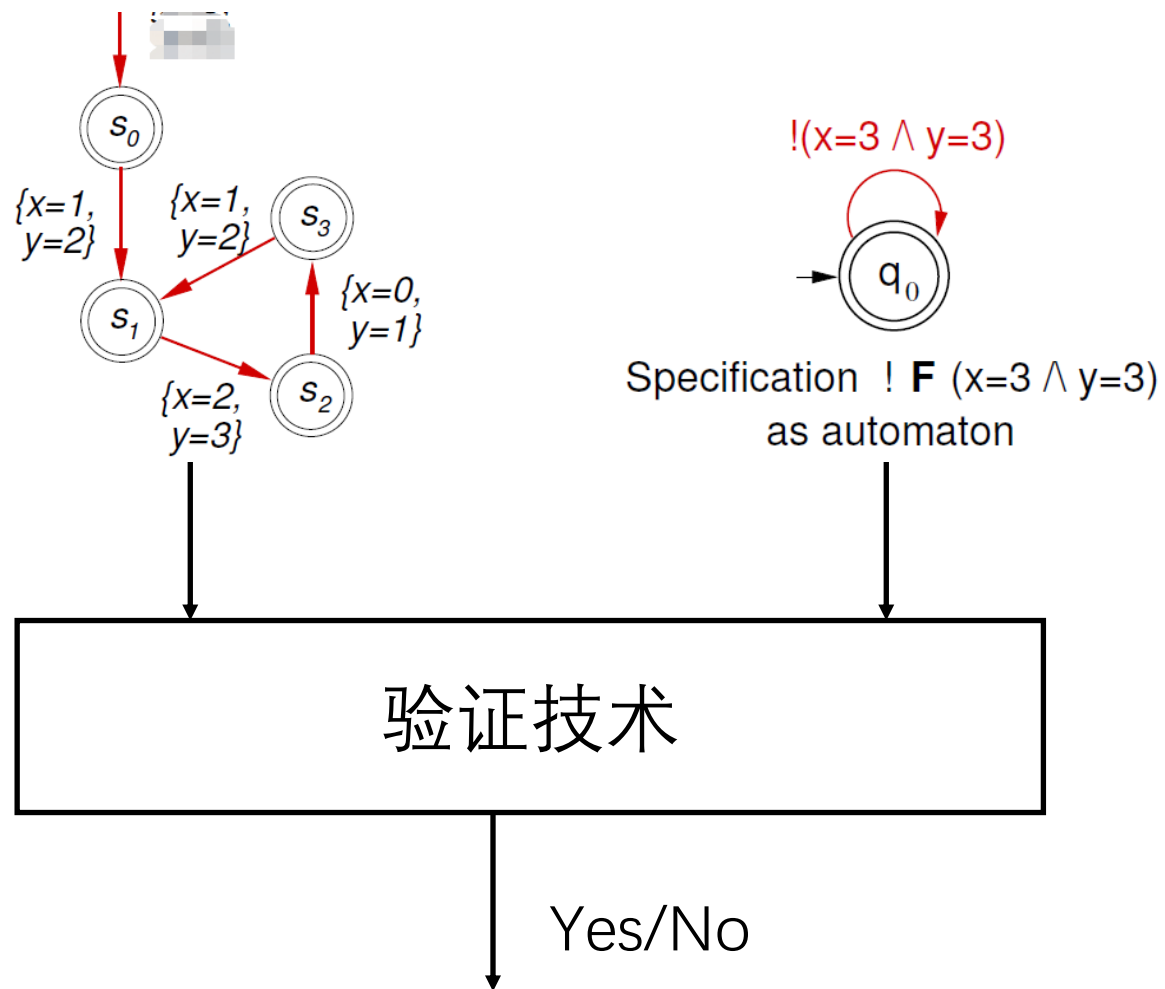 s0
{x=1,
y=2}
{x=1,
y=2}
s3
s1
{x=0,
y=1}
{x=2,
y=3}
s2
!(x=3 /\ y=3)
q0
Specification ! F (x=3 /\ y=3)
as automaton
验证技术
Yes/No